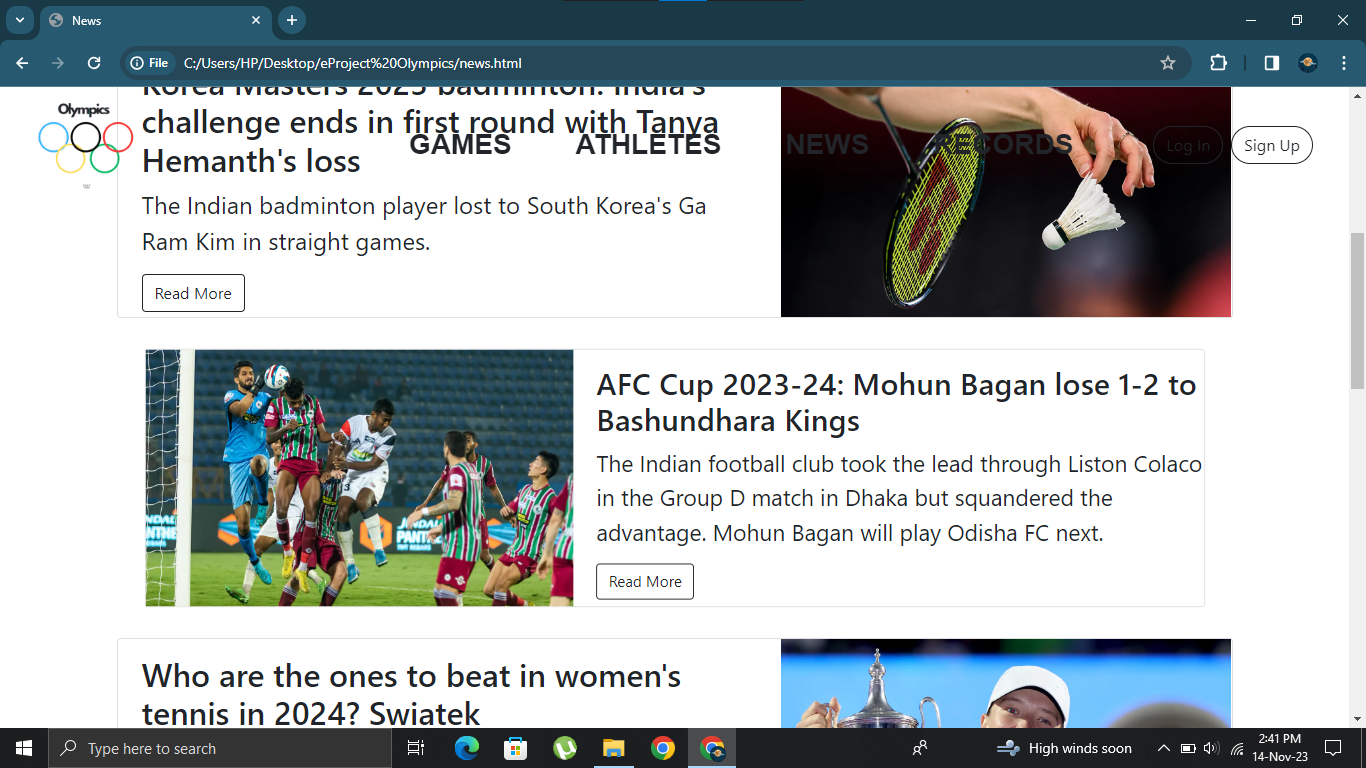 News
File
C:/Users/HP/Desktop/eProject%20Olympics/news.html
Olympics
GAMES
ATHLETES
NEWS
RECORDS
Log In
Sign Up
Korea Masters 2023 badminton: India's
challenge ends in first round with Tanya
Hemanth's loss
The Indian badminton player lost to South Korea's Ga
Ram Kim in straight games.
Read More
AFC Cup 2023-24: Mohun Bagan lose 1-2 to
Bashundhara Kings
The Indian football club took the lead through Liston Colaco
in the Group D match in Dhaka but squandered the
advantage. Mohun Bagan will play Odisha FC next.
Read More
JINDAL
PANTHER
TMT REBARS
Who are the ones to beat in women's
tennis in 2024? Swiatek
Type here to search
High winds soon
2:41 PM
14-Nov-23